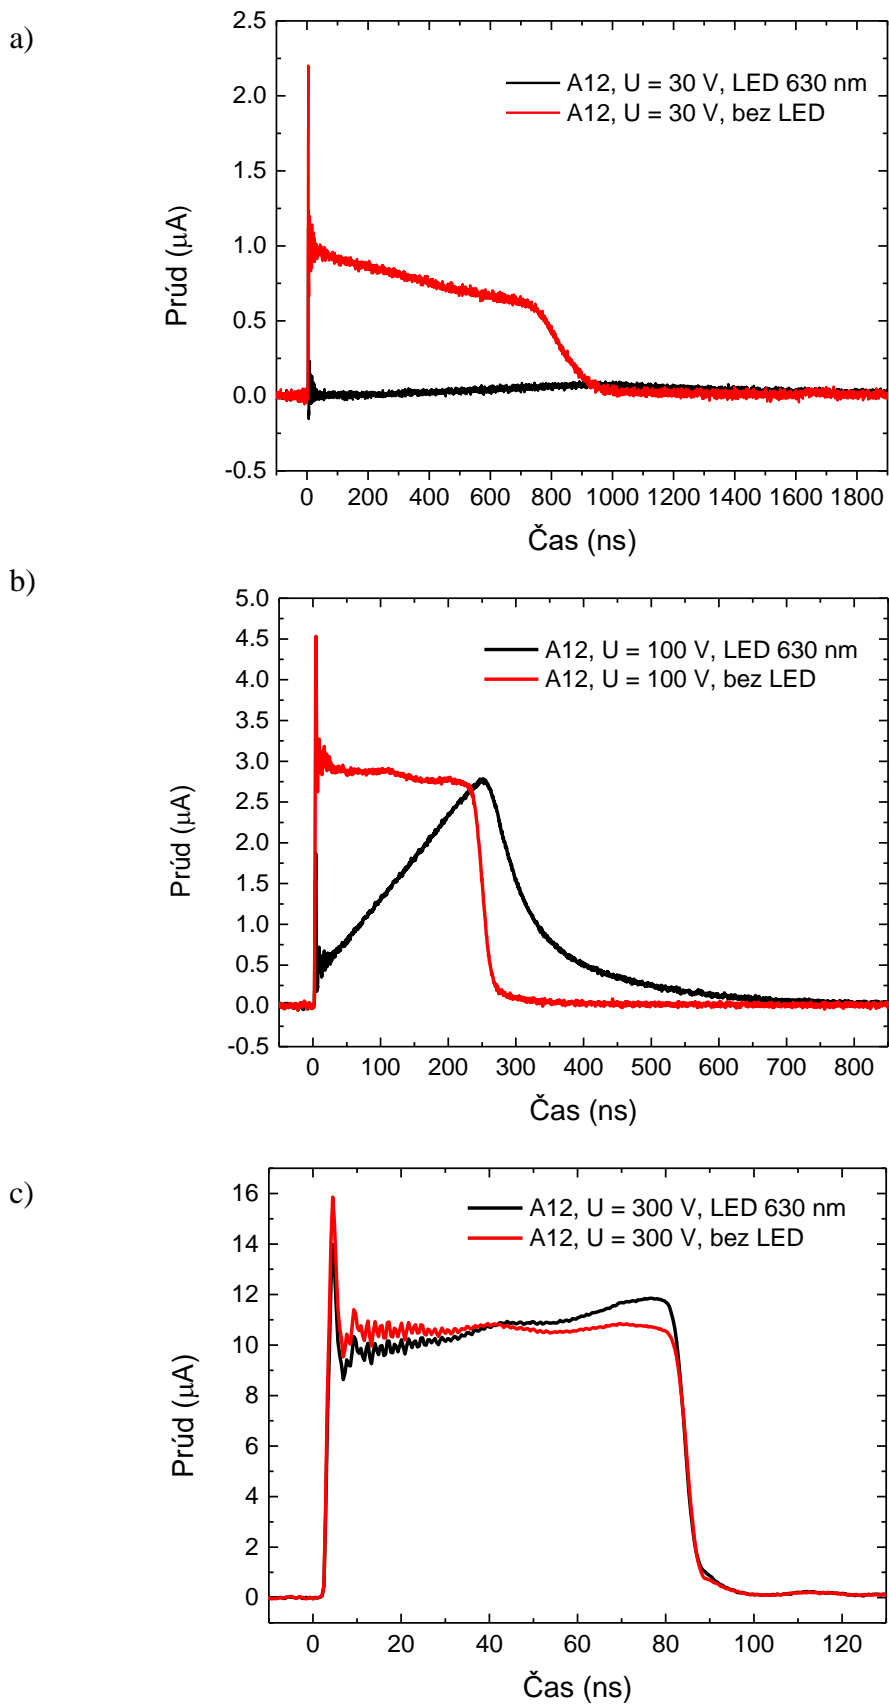 a)
2.5
2.0
1.5
1.0
0.5
0.0
-0.5
Prúd (μA)
A12, U = 30 V, LED 630 nm
A12, U = 30 V, bez LED
0 200 400 600 800 1000 1200 1400 1600 1800
Čas (ns)
b)
5.0
4.5
4.0
3.5
3.0
2.5
2.0
1.5
1.0
0.5
0.0
-0.5
Prúd (μA)
A12, U = 100 V, LED 630 nm
A12, U = 100 V, bez LED
0 100 200 300 400 500 600 700 800
Čas (ns)
c)
16
14
12
10
8
6
4
2
0
Prúd (μA)
A12, U = 300 V, LED 630 nm
A12, U = 300 V, bez LED
0 20 40 60 80 100 120
Čas (ns)